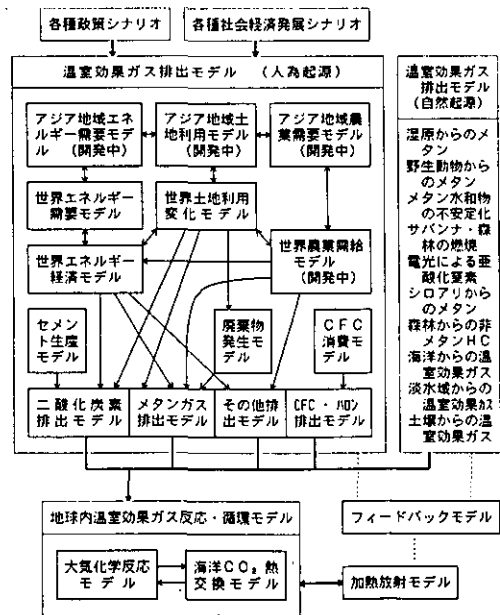 各種政策シナリオ
各種社会経済発展シナリオ
温室効果ガス排出モデル （人為起源）
アジア地域エネ
ルギー需要モデ
ル
（開発中）
アジア地域土
地利用モデル
（開発中）
アジア地域農
業需要モデル
（開発中）
世界エネルギー
需要モデル
世界土地利用
変化モデル
世界エネルギー
経済モデル
世界農業需給
モデル
（開発中）
セメン
ト生産
モデル
廃棄物
発生モ
デル
ＣＦＣ
消費モ
デル
二酸化炭素
排出モデル
メタンガス
排出モデル
その他排
出モデル
CFC・ハロン
排出モデル
温室効果ガス
排出モデル
（自然起源）
湿原からのメ
タン
野生動物から
のメタン
メタン水和物
の不安定化
サバンナ・森
林の燃焼
電光による亜
酸化窒素
シロアリから
のメタン
森林からの非
メタンＨＣ
海洋からの温
室効果ガス
淡水域からの
温室効果ガス
土壌からの温
室効果ガス
地球内温室効果ガス反応・循環モデル
大気化学反応
モデル
海洋ＣＯ₂熱
交換モデル
フィードバックモデル
加熱放射モデル